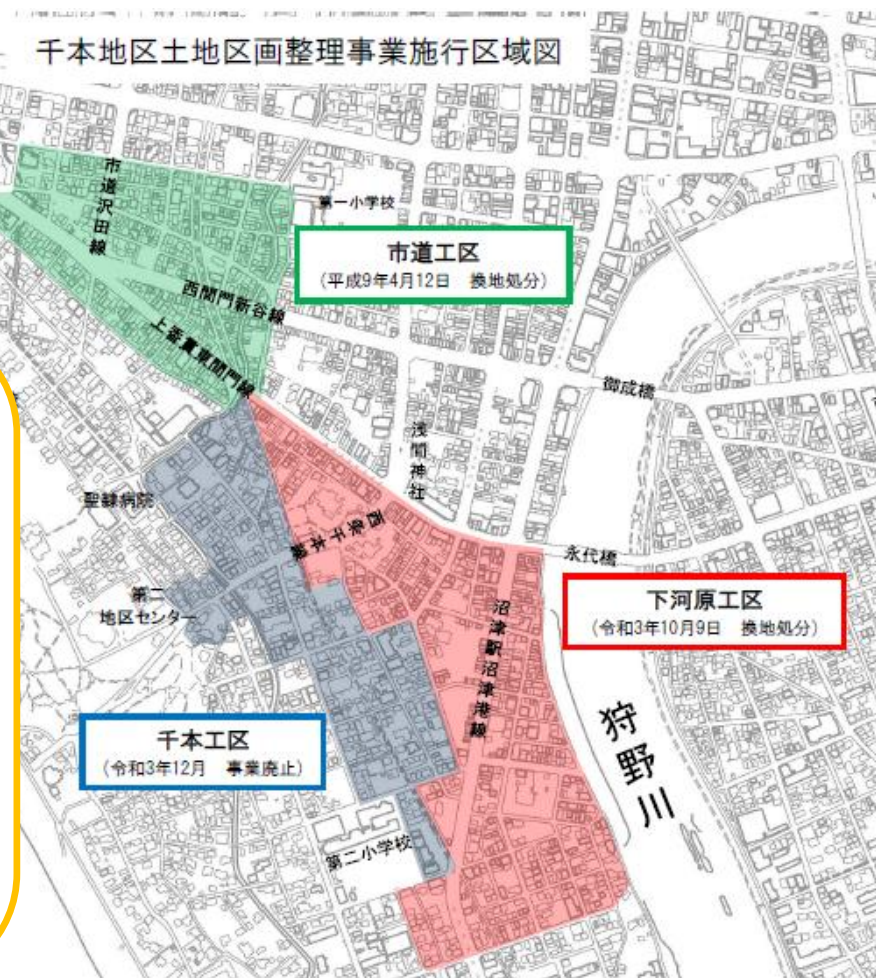 千本地区土地区画整理事業施行区域図
市道沢田線
第一小学校
市道工区
(平成9年4月12日 換地処分)
西間門新谷線
上香貫東間門線
御成橋
浅間神社
聖隷病院
西条千本線
永代橋
第二
地区センター
下河原工区
(令和3年10月9日 換地処分)
沼津駅沼津港線
狩野川
千本工区
(令和3年12月 事業廃止)
第二小学校